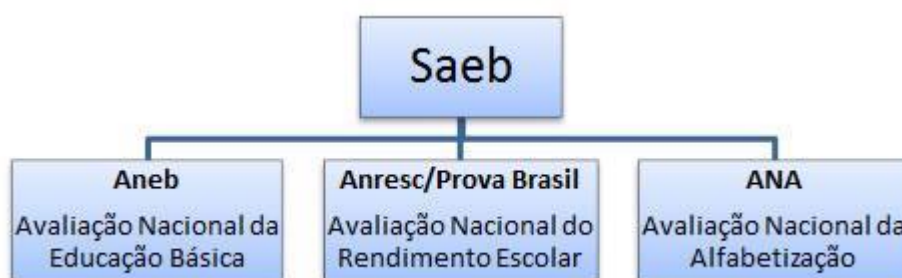 Saeb
Aneb
Avaliação Nacional da
Educação Básica
Anresc/Prova Brasil
Avaliação Nacional do
Rendimento Escolar
ANA
Avaliação Nacional da
Alfabetização